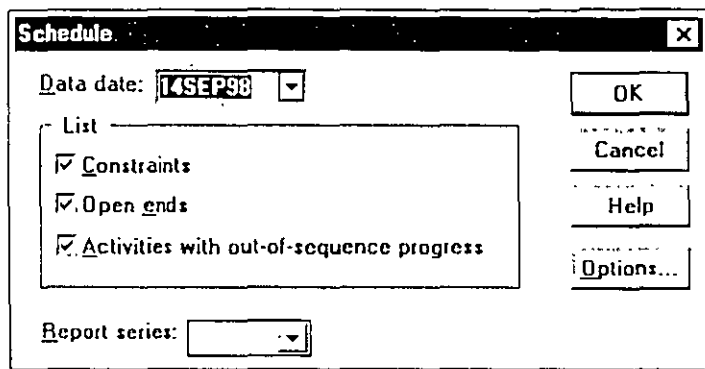 Schedule
Data date: 14SEP98
OK
List
Cancel
Constraints
Open ends
Help
Activities with out-of-sequence progress
Options...
Report series: